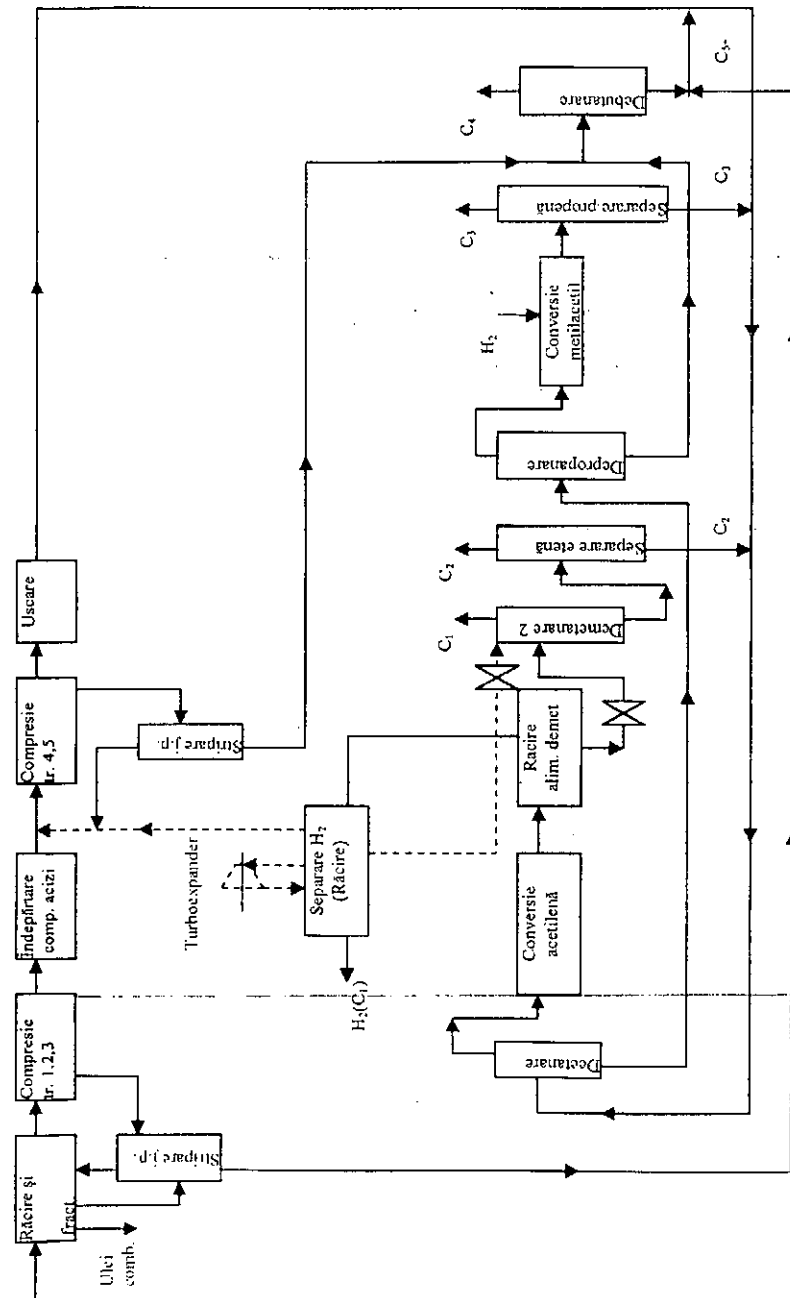 Răcire și
fract
Ulei
comb.
Stripare j.p.
Compresie
tr. 1,2,3
Îndepărtare
comp. acizi
Compresie
tr. 4,5
Stripare j.p.
Uscare
Turboexpander
Separare H₂
(Răcire)
H₂(C₁)
Deetanare
Conversie
acetilenă
Racire
alim. demet
C₁
Demetanare 2
C₂
Separare etenă
C₂
Depropanare
H₂
Conversie
metilacetil
C₃
Separare propenă
C₃
C₄
Debutanare
C₅₊